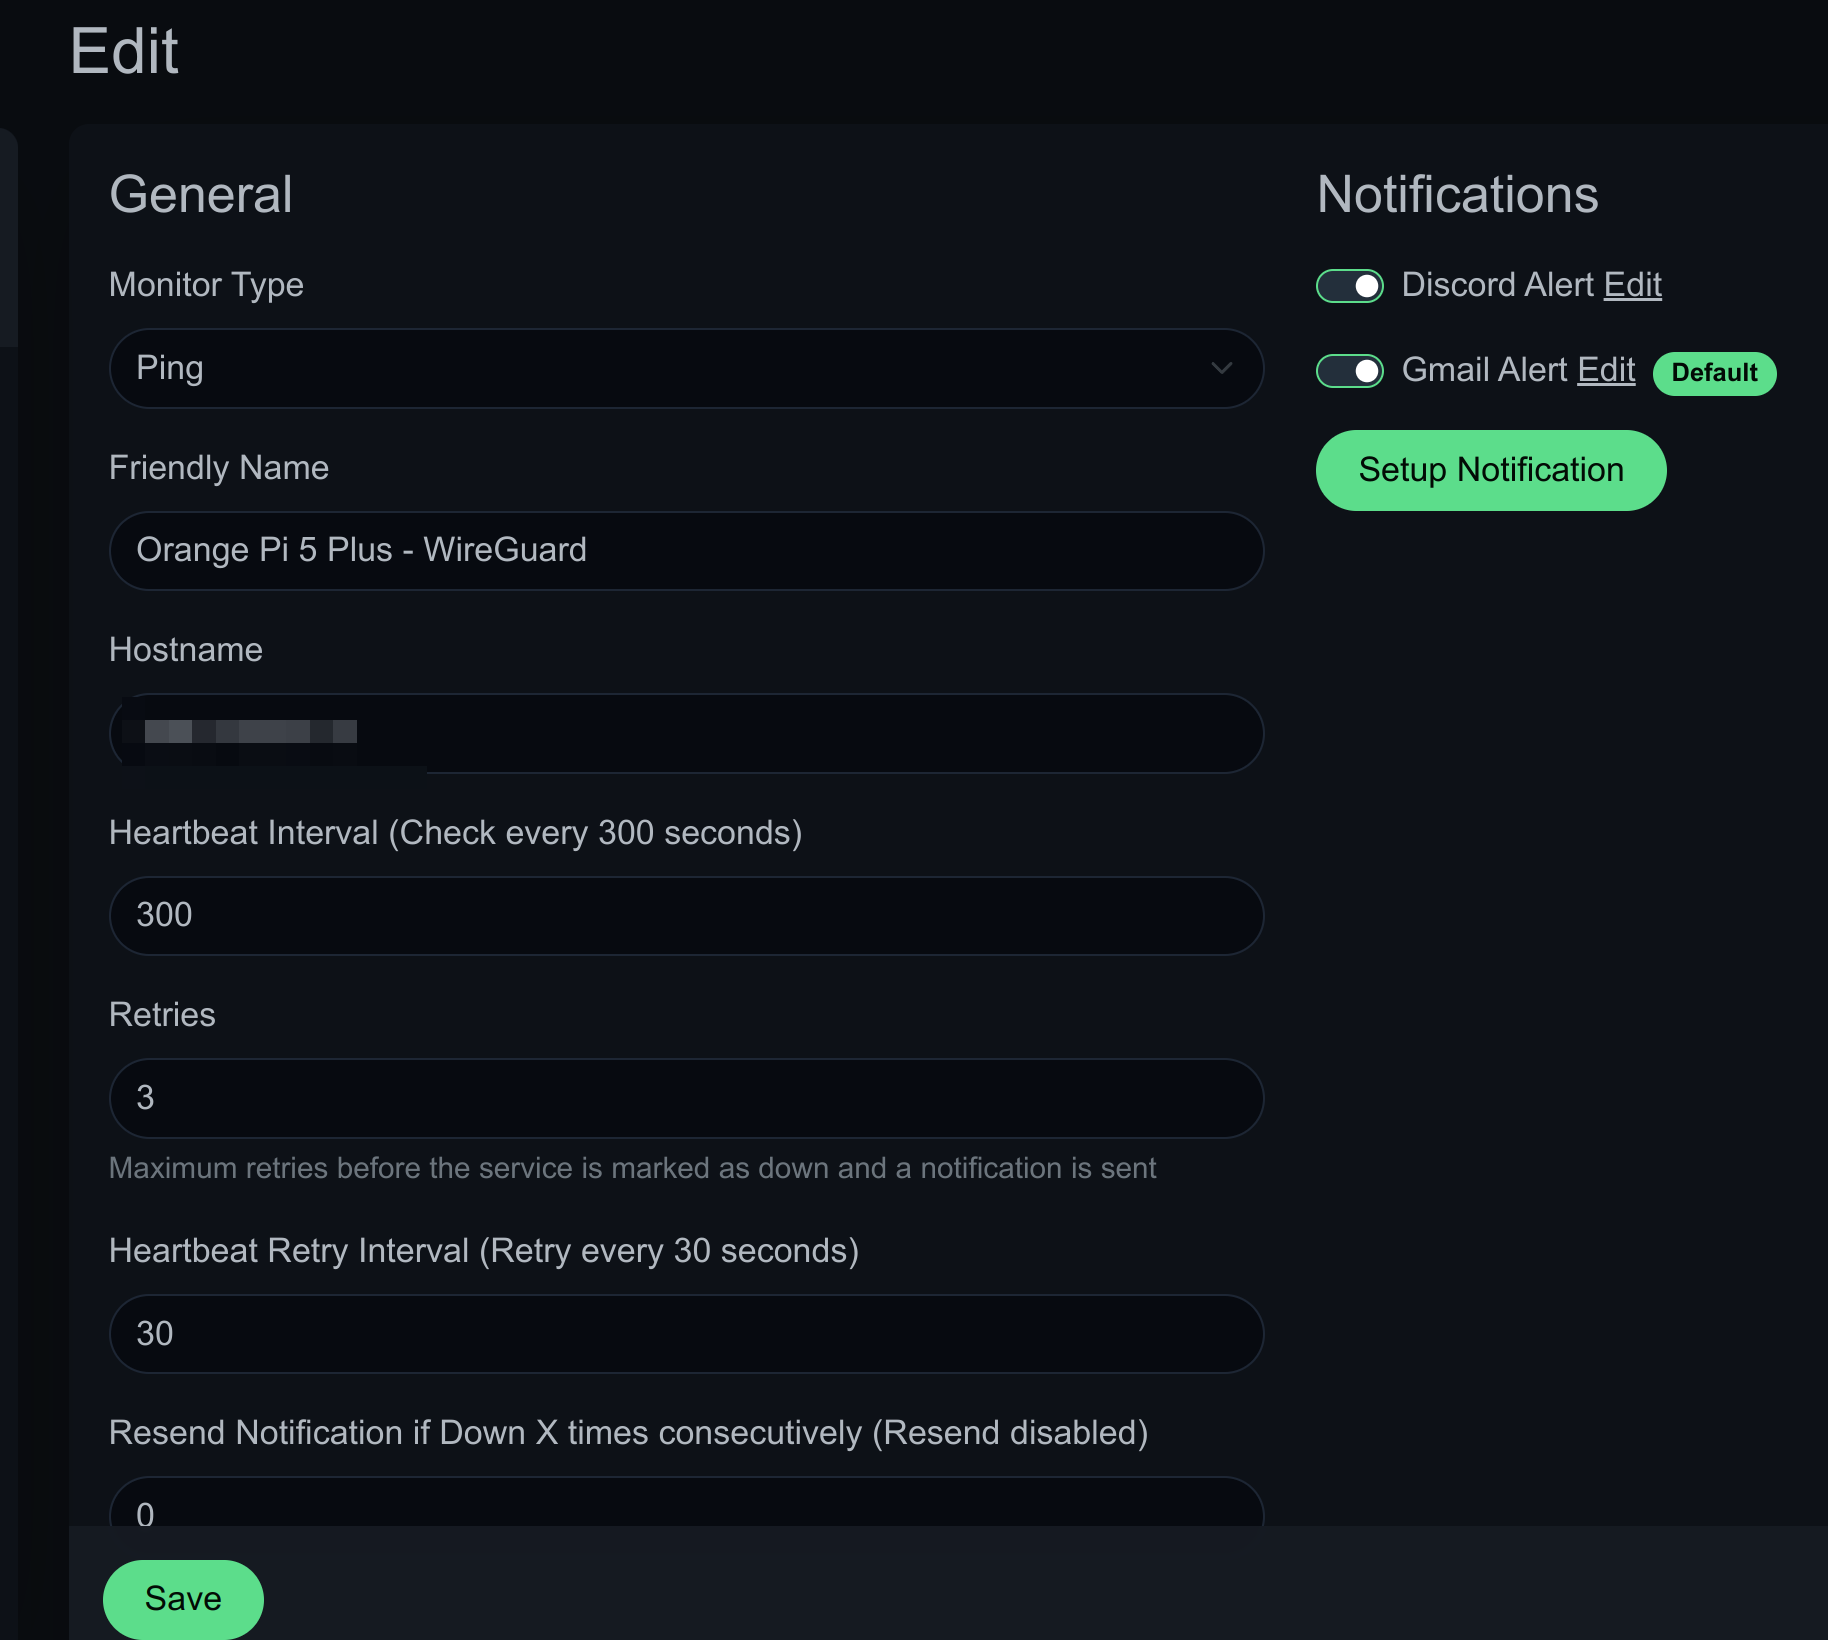 Edit
General
Monitor Type
Ping
Friendly Name
Orange Pi 5 Plus - WireGuard
Hostname
Heartbeat Interval (Check every 300 seconds)
300
Retries
3
Maximum retries before the service is marked as down and a notification is sent
Heartbeat Retry Interval (Retry every 30 seconds)
30
Resend Notification if Down X times consecutively (Resend disabled)
0
Save
Notifications
Discord Alert Edit
Gmail Alert Edit Default
Setup Notification